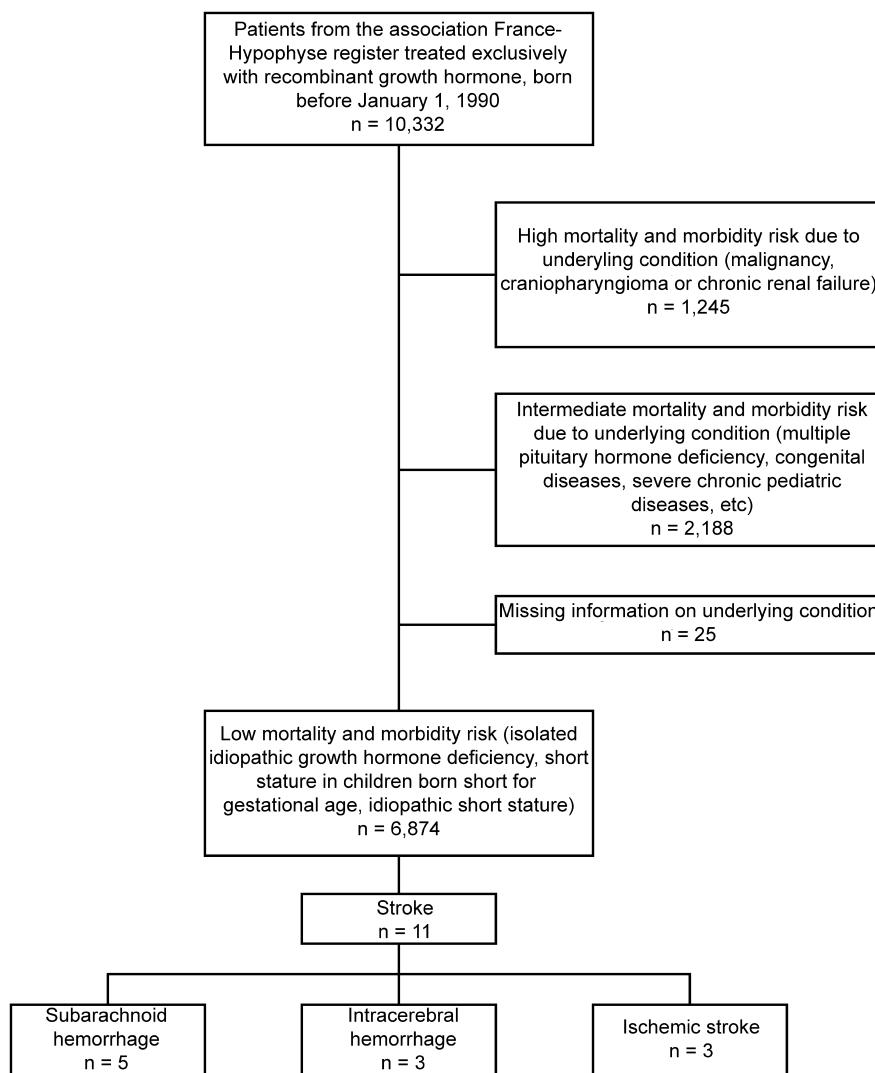 Patients from the association France-
Hypophyse register treated exclusively
with recombinant growth hormone, born
before January 1, 1990
n = 10,332
High mortality and morbidity risk due to
underyling condition (malignancy,
craniopharyngioma or chronic renal failure)
n = 1,245
Intermediate mortality and morbidity risk
due to underlying condition (multiple
pituitary hormone deficiency, congenital
diseases, severe chronic pediatric
diseases, etc)
n = 2,188
Missing information on underlying condition
n = 25
Low mortality and morbidity risk (isolated
idiopathic growth hormone deficiency, short
stature in children born short for
gestational age, idiopathic short stature)
n = 6,874
Stroke
n = 11
Subarachnoid
hemorrhage
n = 5
Intracerebral
hemorrhage
n = 3
Ischemic stroke
n = 3